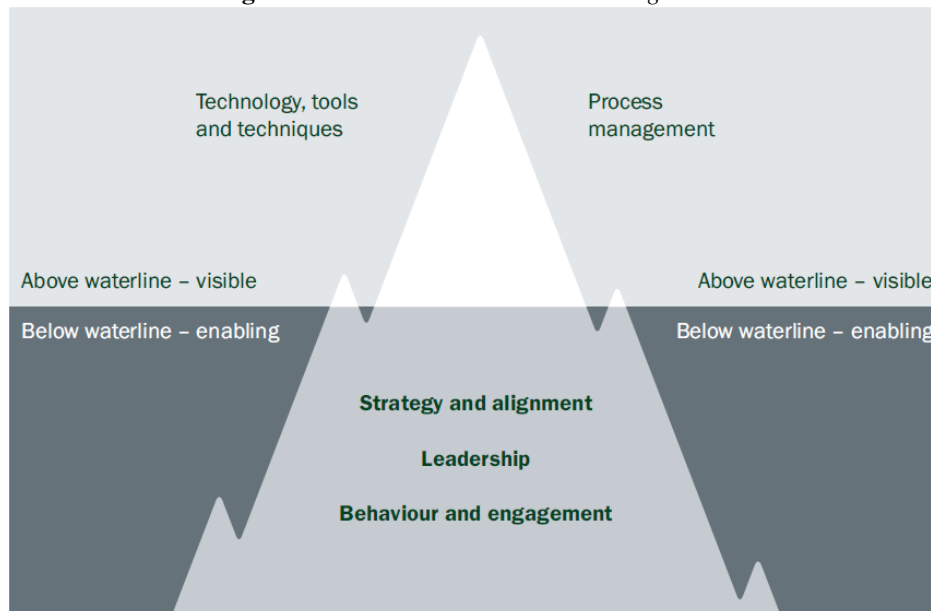 Technology, tools
and techniques
Process
management
Above waterline – visible
Above waterline – visible
Below waterline – enabling
Below waterline – enabling
Strategy and alignment
Leadership
Behaviour and engagement